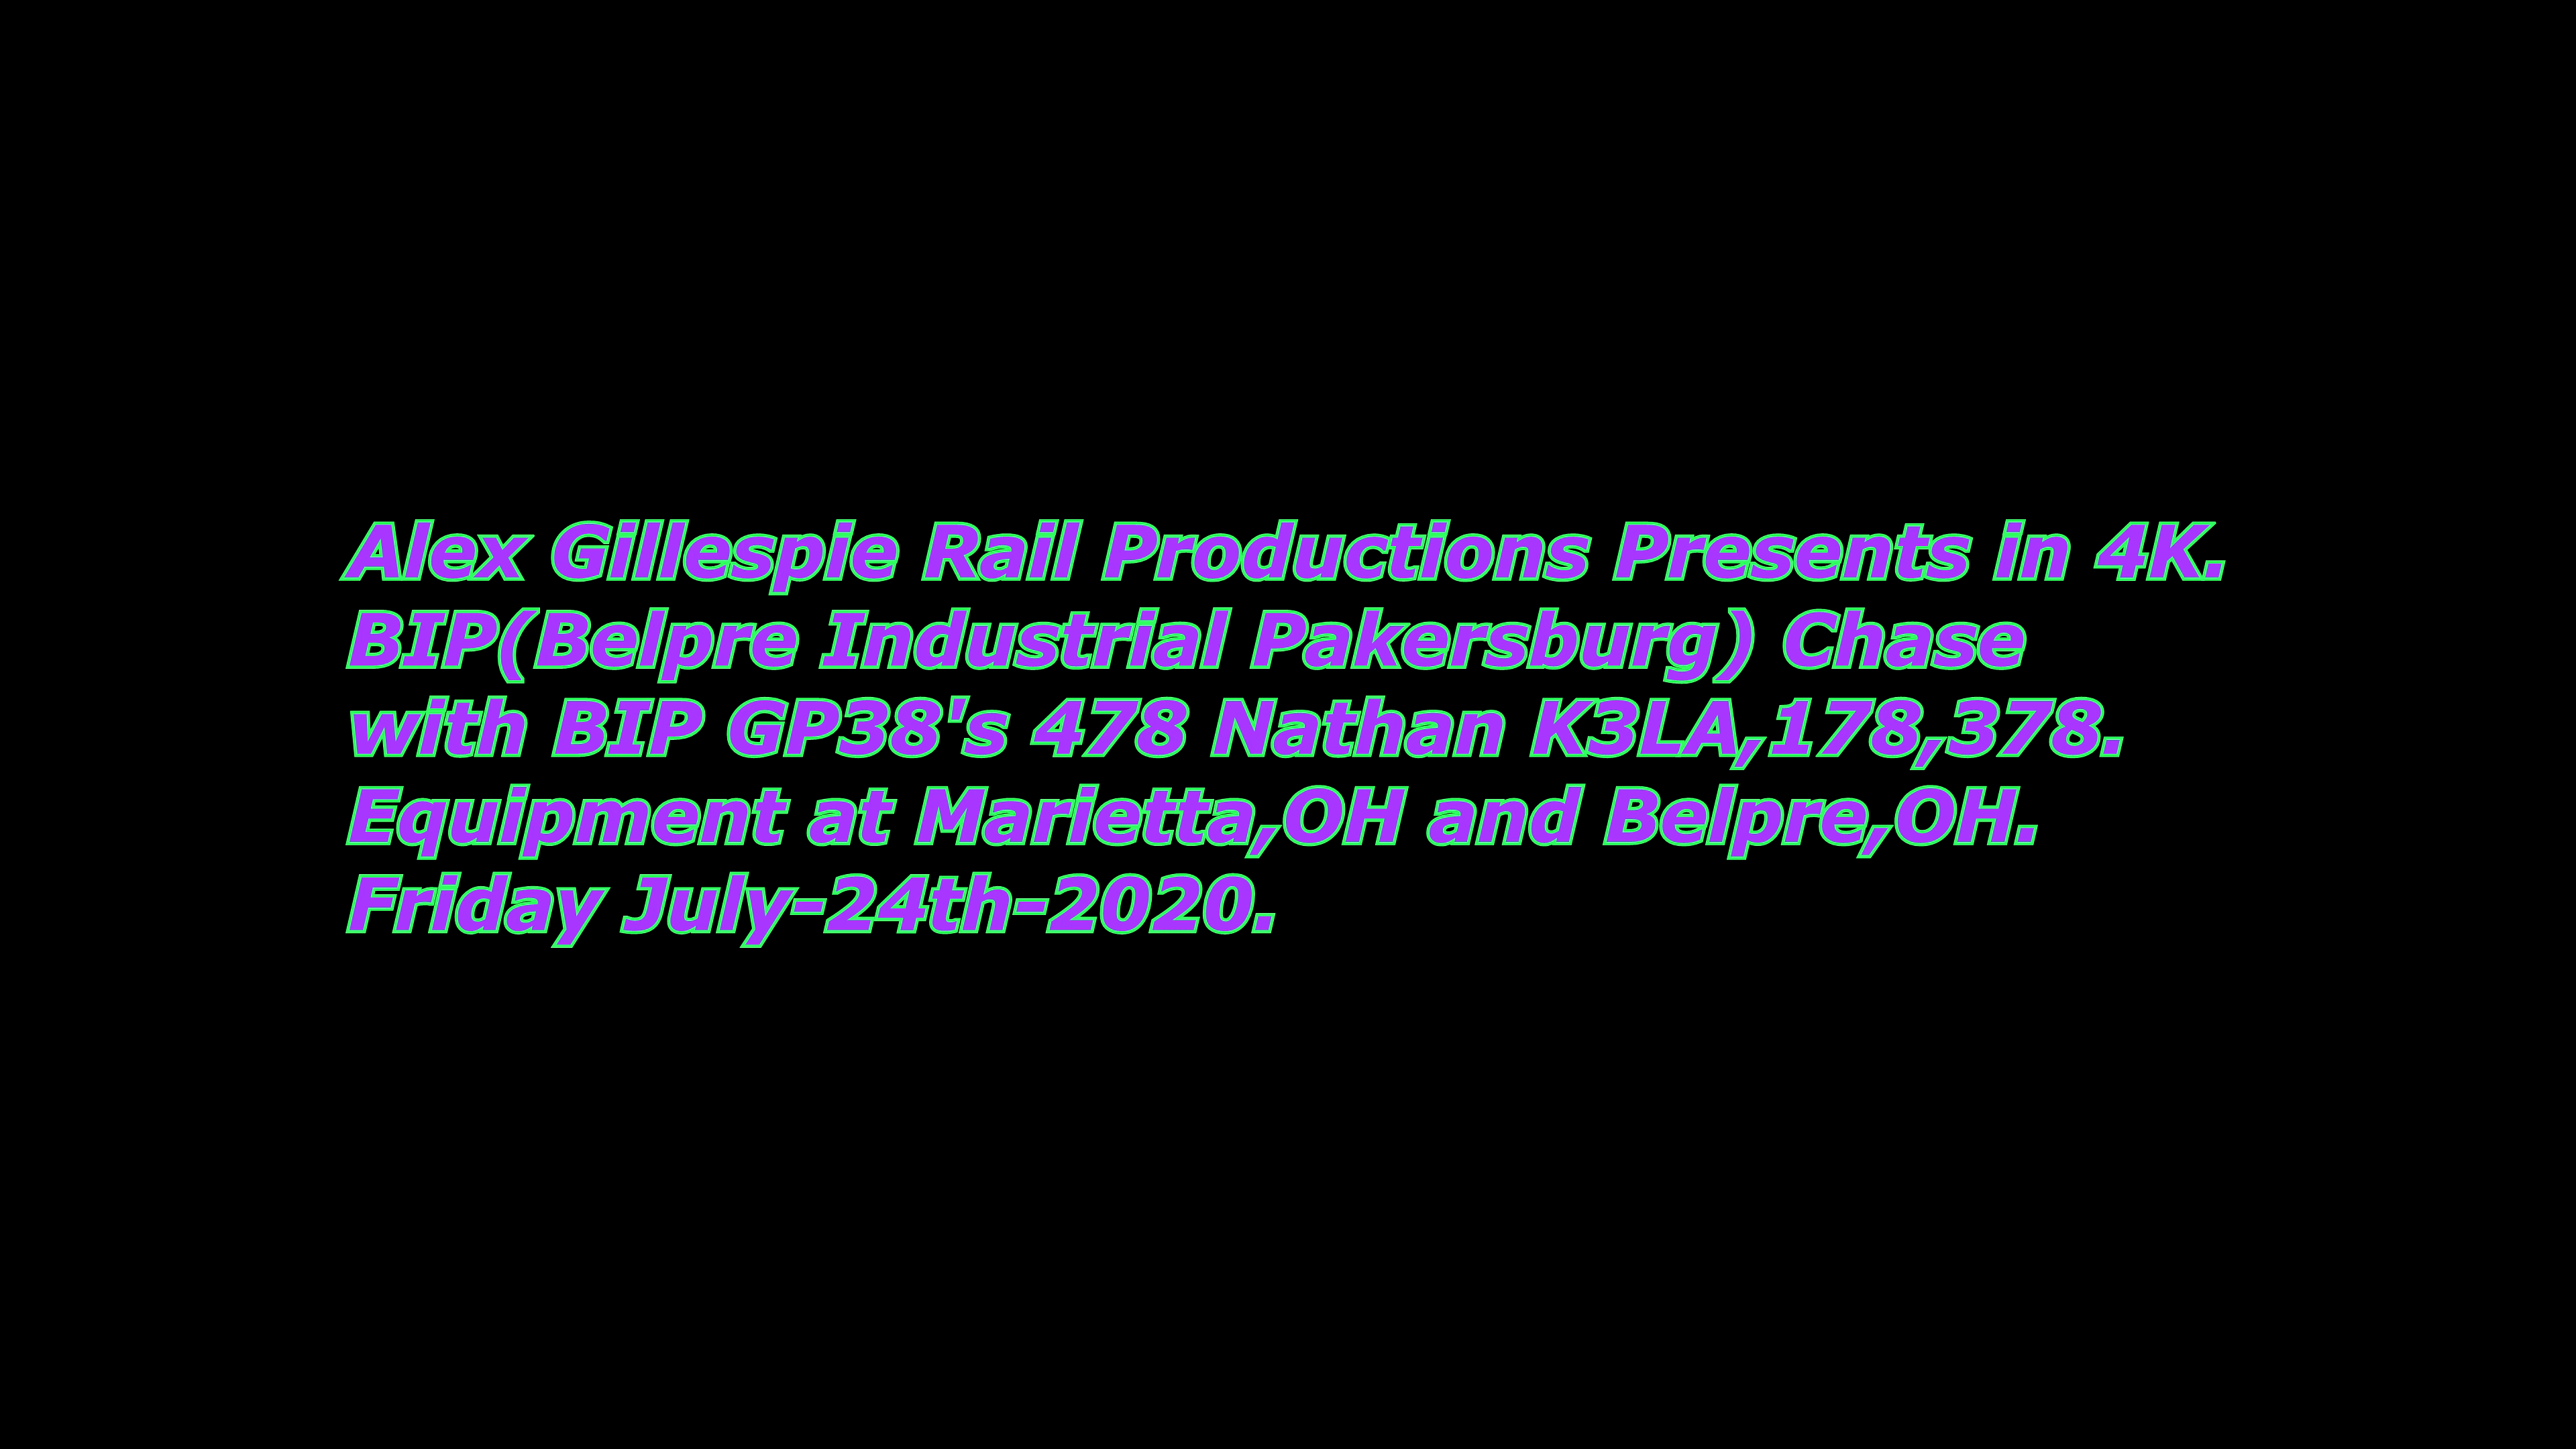 Alex Gillespie Rail Productions Presents in 4K.
BIP(Belpre Industrial Pakersburg) Chase
with BIP GP38's 478 Nathan K3LA,178,378.
Equipment at Marietta,OH and Belpre,OH.
Friday July-24th-2020.